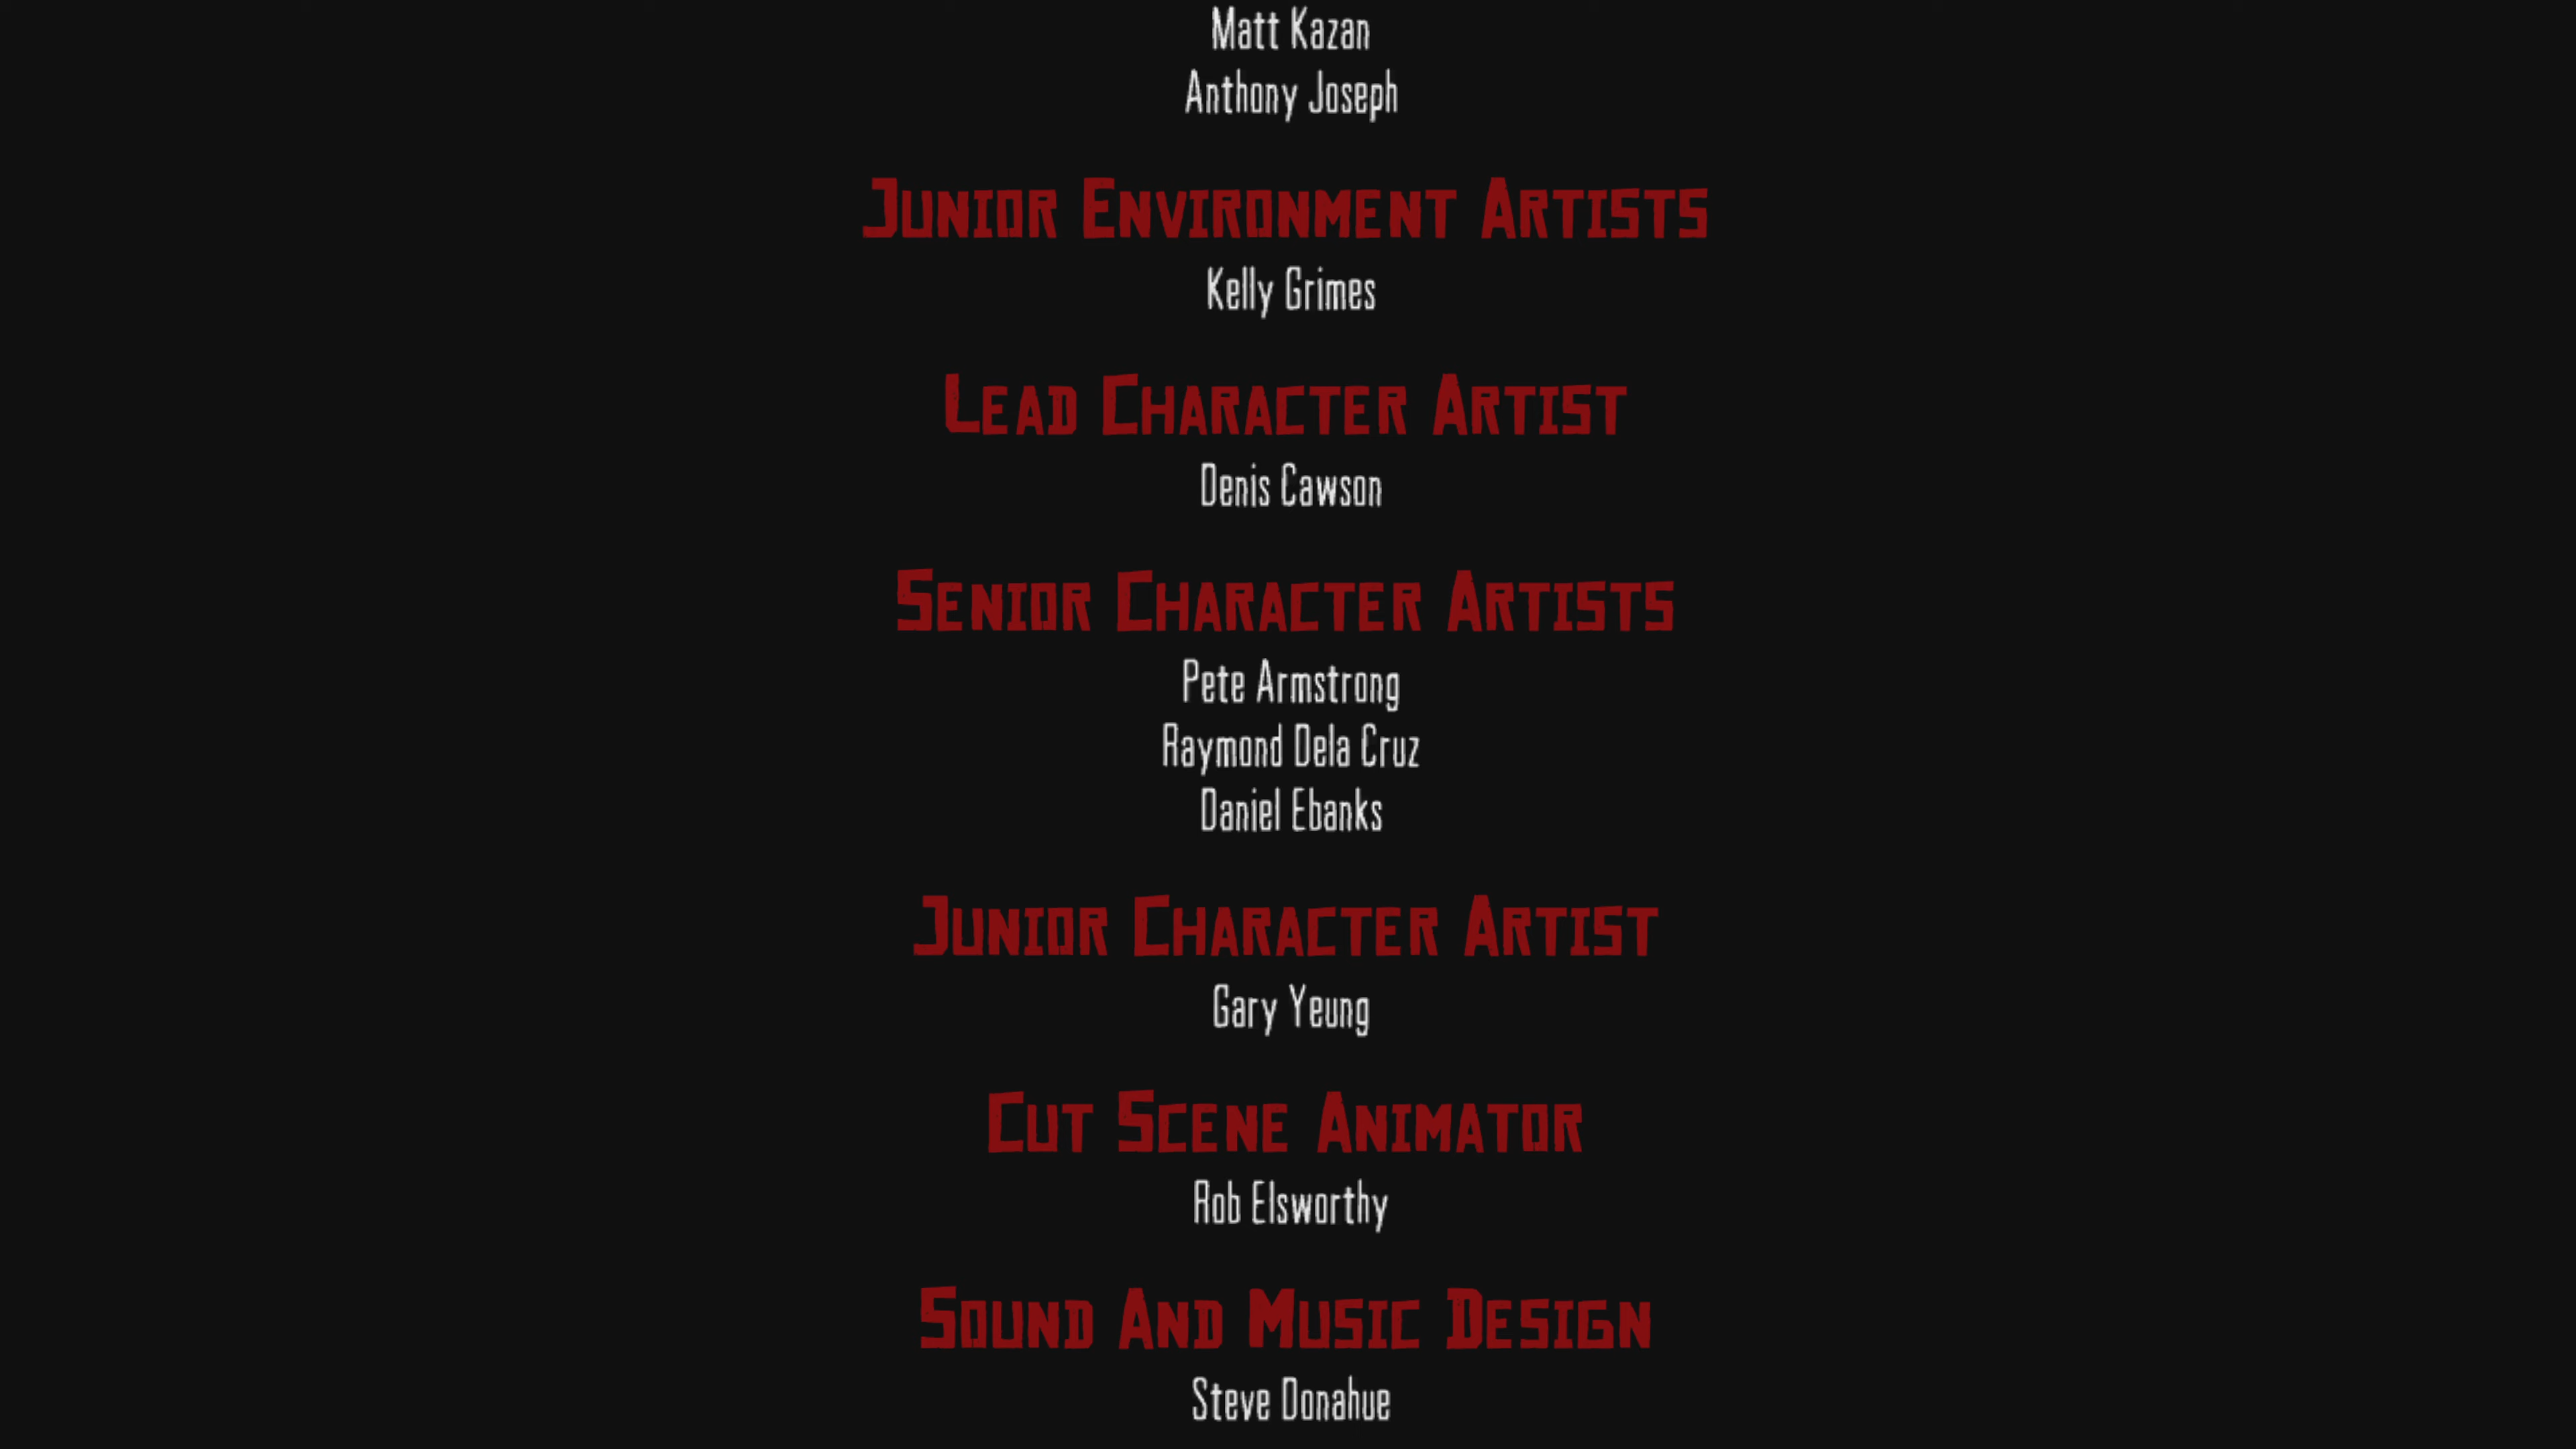 Matt Kazan
Anthony Joseph
Junior Environment Artists
Kelly Grimes
Lead Character Artist
Denis Cawson
Senior Character Artists
Pete Armstrong
Raymond Dela Cruz
Daniel Ebanks
Junior Character Artist
Gary Yeung
Cut Scene Animator
Rob Elsworthy
Sound And Music Design
Steve Donahue